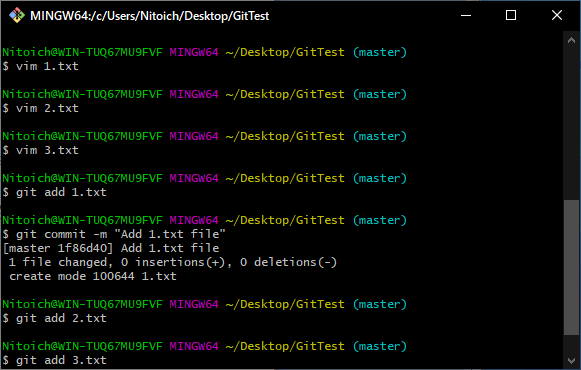 MINGW64:/c/Users/Nitoich/Desktop/GitTest
Nitoich@WIN-TUQ67MU9FVF MINGW64 ~/Desktop/GitTest (master)
$ vim 1.txt
Nitoich@WIN-TUQ67MU9FVF MINGW64 ~/Desktop/GitTest (master)
$ vim 2.txt
Nitoich@WIN-TUQ67MU9FVF MINGW64 ~/Desktop/GitTest (master)
$ vim 3.txt
Nitoich@WIN-TUQ67MU9FVF MINGW64 ~/Desktop/GitTest (master)
$ git add 1.txt
Nitoich@WIN-TUQ67MU9FVF MINGW64 ~/Desktop/GitTest (master)
$ git commit -m "Add 1.txt file"
[master 1f86d40] Add 1.txt file
 1 file changed, 0 insertions(+), 0 deletions(-)
 create mode 100644 1.txt
Nitoich@WIN-TUQ67MU9FVF MINGW64 ~/Desktop/GitTest (master)
$ git add 2.txt
Nitoich@WIN-TUQ67MU9FVF MINGW64 ~/Desktop/GitTest (master)
$ git add 3.txt